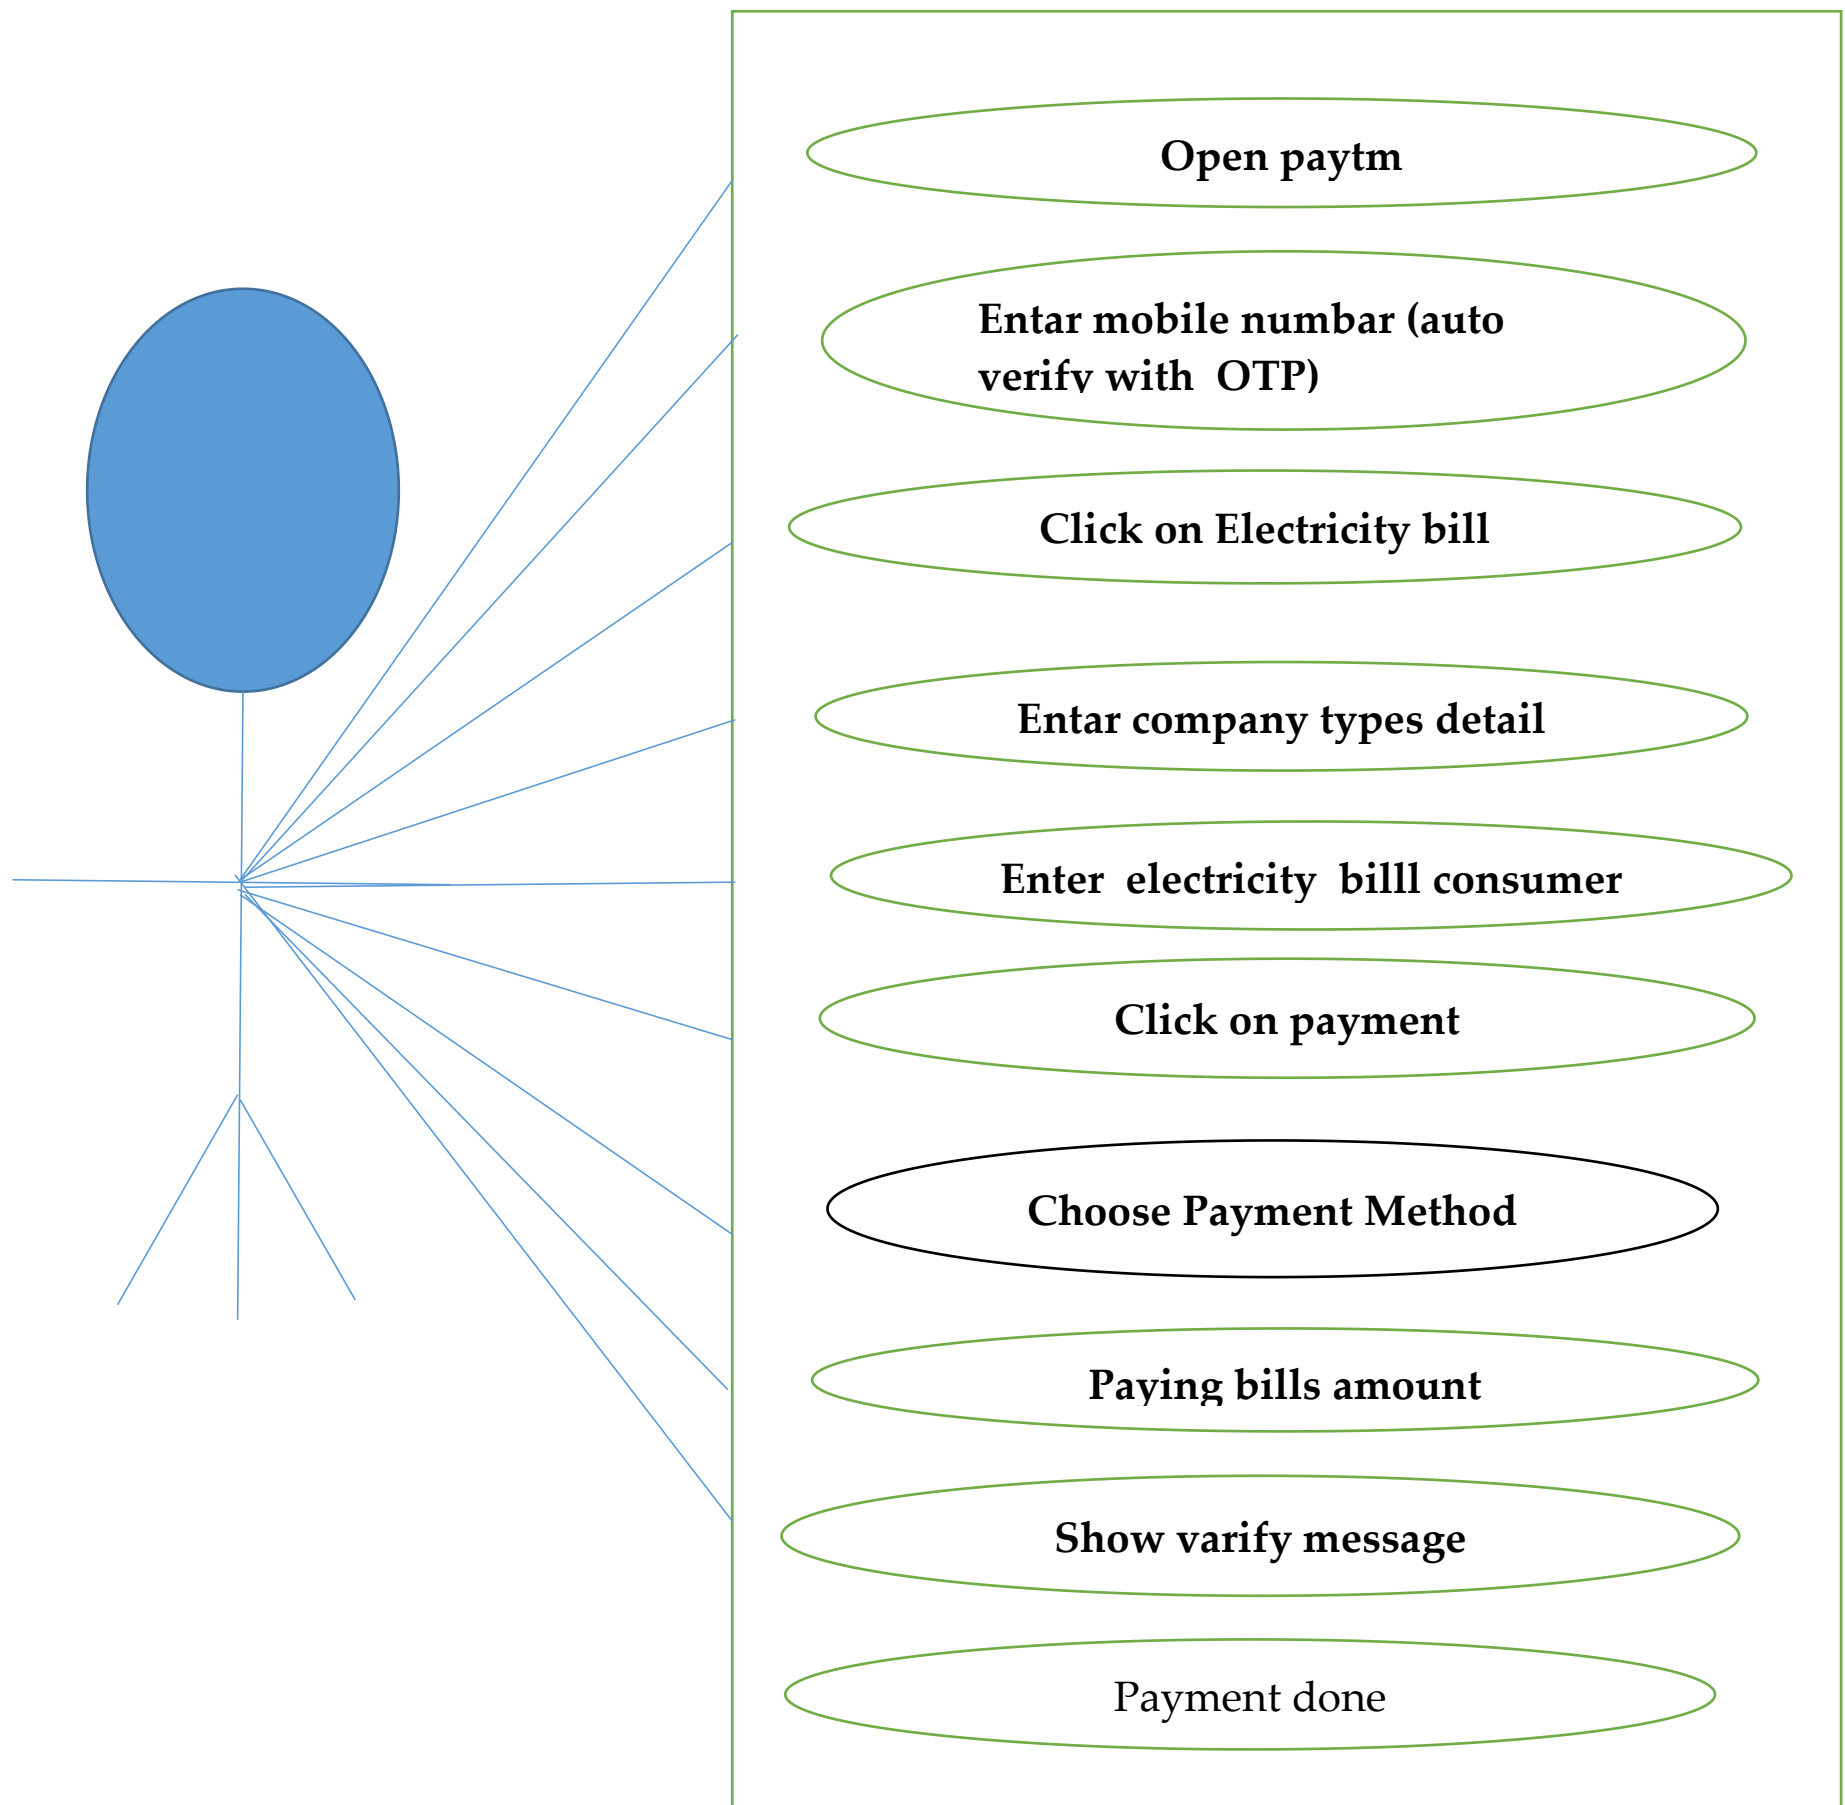 Open paytm
Entar mobile numbar (auto
verify with  OTP)
Click on Electricity bill
Entar company types detail
Enter  electricity  billl consumer
Click on payment
Choose Payment Method
Paying bills amount
Show varify message
Payment done